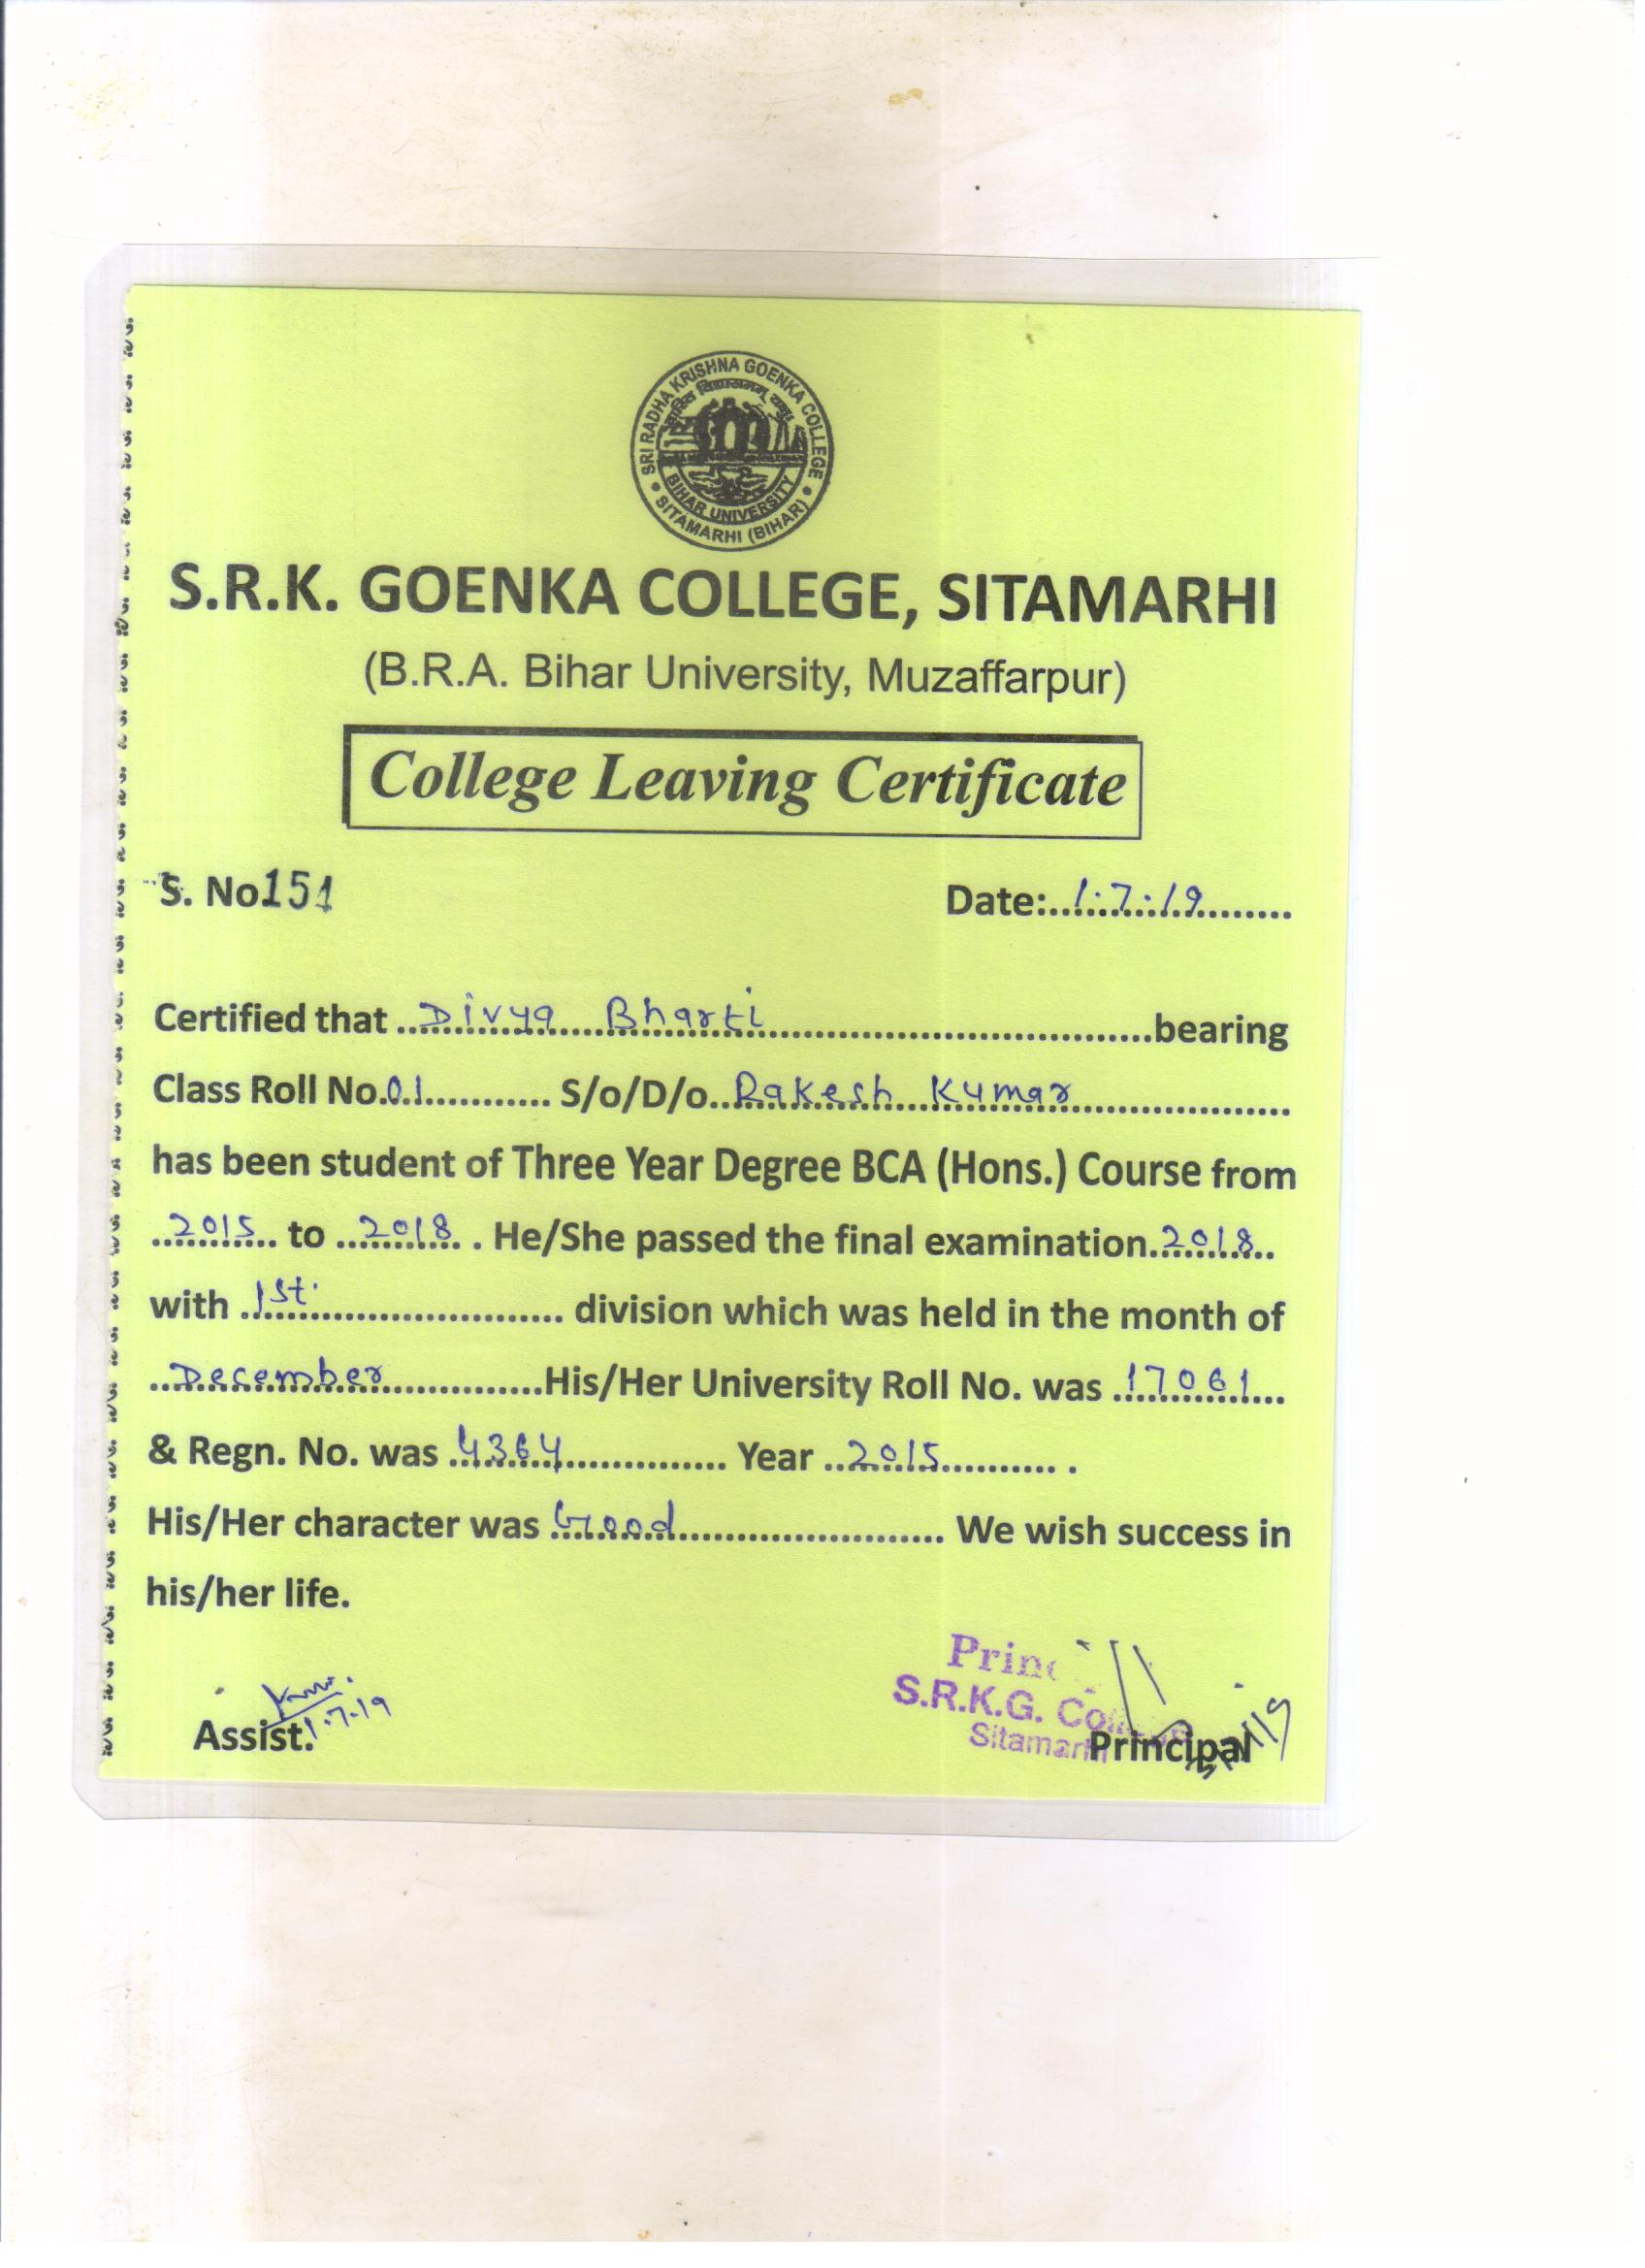 SRI RADHA KRISHNA GOENKA COLLEGE
BIHAR UNIVERSITY
SITAMARHI (BIHAR)
S.R.K. GOENKA COLLEGE, SITAMARHI
(B.R.A. Bihar University, Muzaffarpur)
College Leaving Certificate
S. No 151 Date: 1.7.19
Certified that Divya Bharti bearing
Class Roll No. 01 S/o/D/o. Rakesh Kumar
has been student of Three Year Degree BCA (Hons.) Course from
2015 to 2018 . He/She passed the final examination 2018
with 1st. division which was held in the month of
December His/Her University Roll No. was 17061
& Regn. No. was 4364 Year 2015 .
His/Her character was Good We wish success in
his/her life.
S.R.K.G.
1.7.19
Assist. Principal